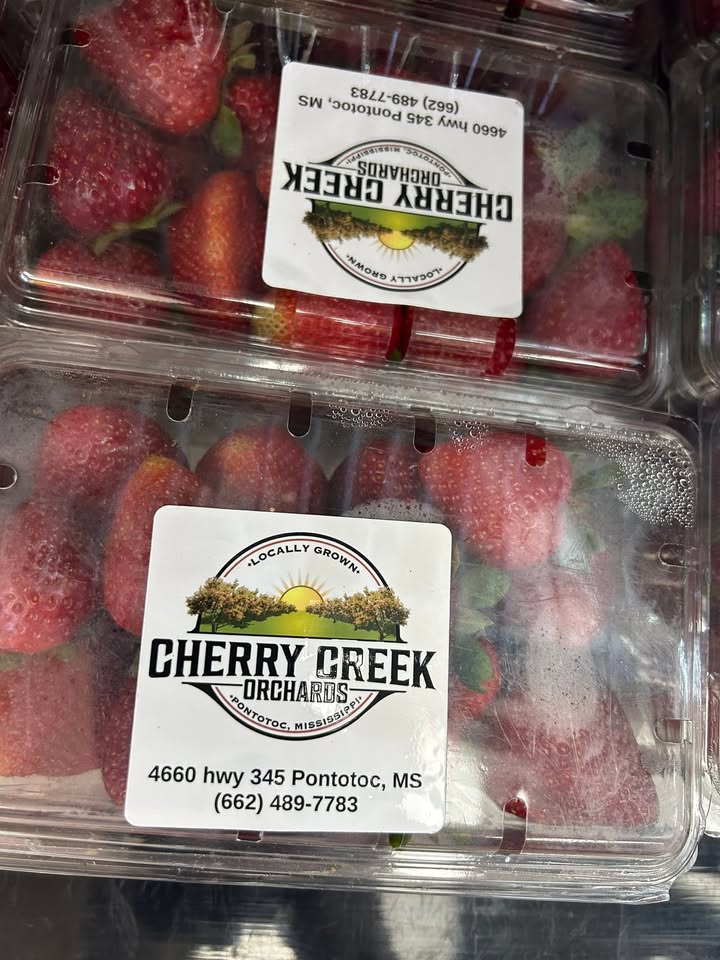 4660 hwy 345 Pontotoc, MS
(662) 489-7783
CHERRY CREEK
ORCHARDS
PONTOTOC, MISSISSIPPI
•LOCALLY GROWN•
•LOCALLY GROWN•
CHERRY CREEK
ORCHARDS
•PONTOTOC, MISSISSIPPI•
4660 hwy 345 Pontotoc, MS
(662) 489-7783